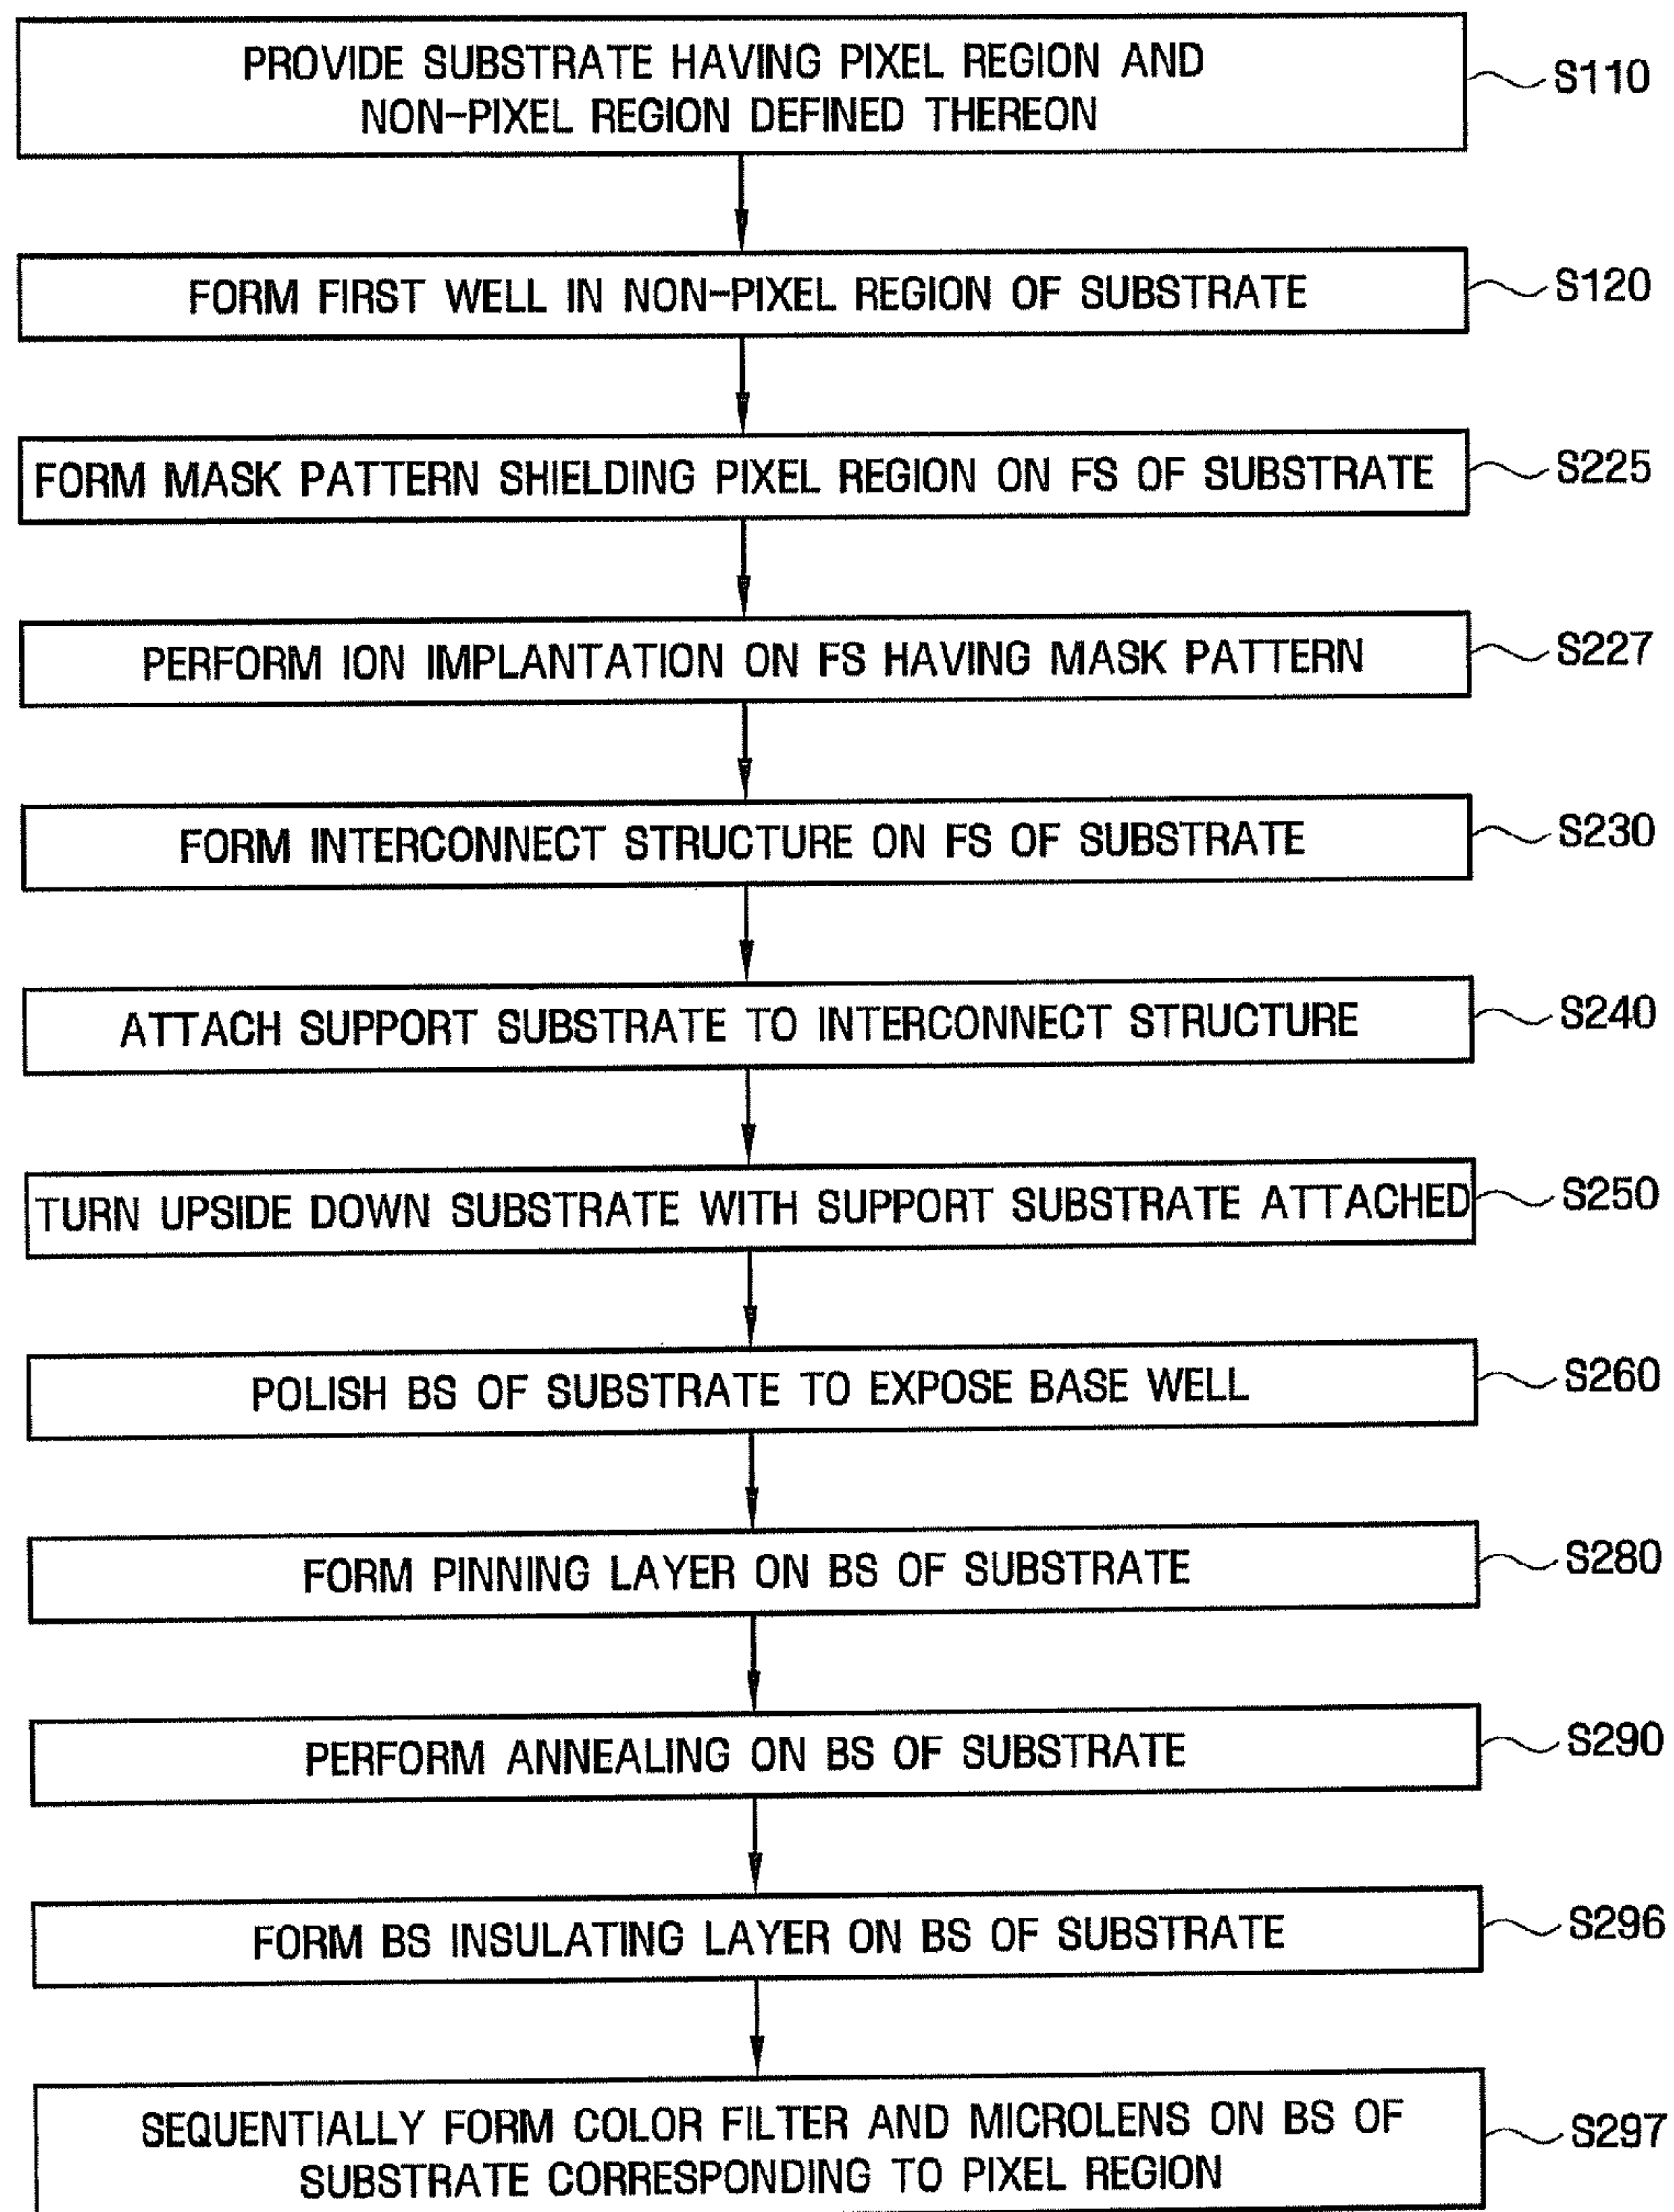 PROVIDE SUBSTRATE HAVING PIXEL REGION AND
NON-PIXEL REGION DEFINED THEREON
S110
FORM FIRST WELL IN NON-PIXEL REGION OF SUBSTRATE
S120
FORM MASK PATTERN SHIELDING PIXEL REGION ON FS OF SUBSTRATE
S225
PERFORM ION IMPLANTATION ON FS HAVING MASK PATTERN
S227
FORM INTERCONNECT STRUCTURE ON FS OF SUBSTRATE
S230
ATTACH SUPPORT SUBSTRATE TO INTERCONNECT STRUCTURE
S240
TURN UPSIDE DOWN SUBSTRATE WITH SUPPORT SUBSTRATE ATTACHED
S250
POLISH BS OF SUBSTRATE TO EXPOSE BASE WELL
S260
FORM PINNING LAYER ON BS OF SUBSTRATE
S280
PERFORM ANNEALING ON BS OF SUBSTRATE
S290
FORM BS INSULATING LAYER ON BS OF SUBSTRATE
S296
SEQUENTIALLY FORM COLOR FILTER AND MICROLENS ON BS OF
SUBSTRATE CORRESPONDING TO PIXEL REGION
S297